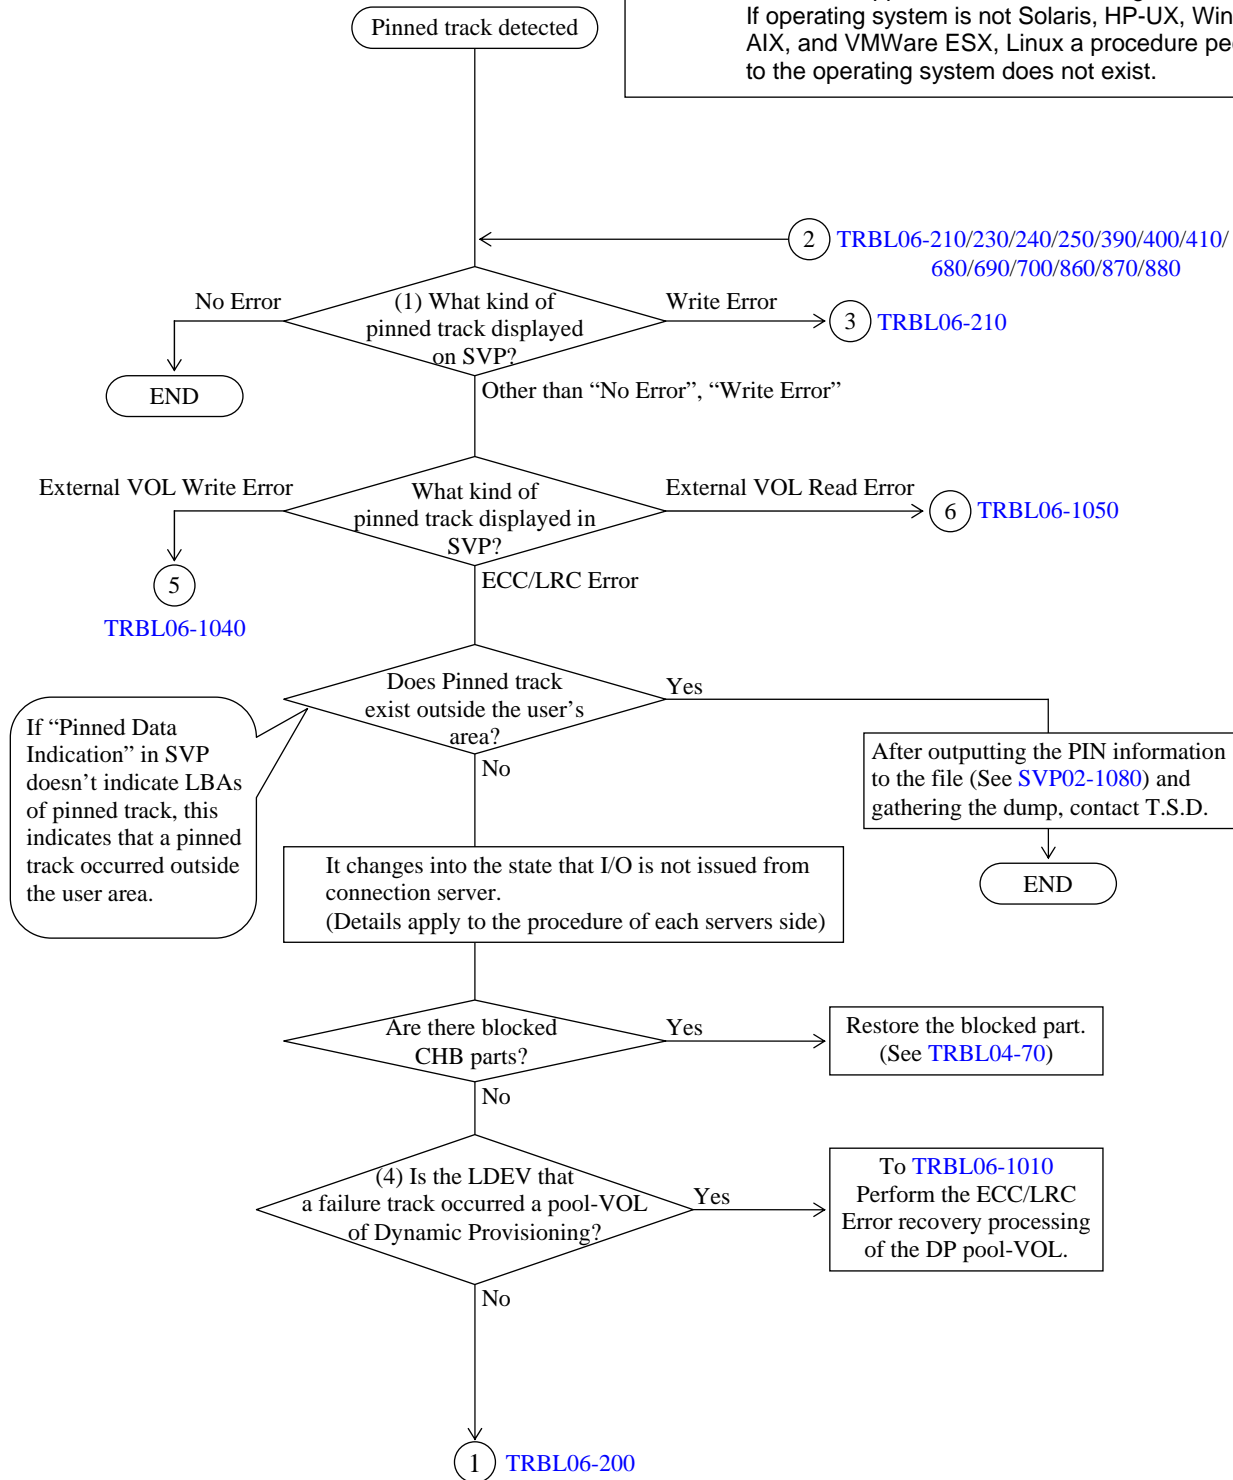 If operating system is not Solaris, HP-UX,
AIX, and VMWare ESX, Linux a procedure
to the operating system does not exist.
Pinned track detected
2 TRBL06-210/230/240/250/390/400/410/
680/690/700/860/870/880
No Error
(1) What kind of
pinned track displayed
on SVP?
Write Error
3 TRBL06-210
END
Other than “No Error”, “Write Error”
External VOL Write Error
What kind of
pinned track displayed in
SVP?
External VOL Read Error
6 TRBL06-1050
5
TRBL06-1040
ECC/LRC Error
Does Pinned track
exist outside the user's
area?
Yes
No
If “Pinned Data
Indication” in SVP
doesn't indicate LBAs
of pinned track, this
indicates that a pinned
track occurred outside
the user area.
After outputting the PIN information
to the file (See SVP02-1080) and
gathering the dump, contact T.S.D.
END
It changes into the state that I/O is not issued from
connection server.
(Details apply to the procedure of each servers side)
Are there blocked
CHB parts?
Yes
Restore the blocked part.
(See TRBL04-70)
No
(4) Is the LDEV that
a failure track occurred a pool-VOL
of Dynamic Provisioning?
Yes
To TRBL06-1010
Perform the ECC/LRC
Error recovery processing
of the DP pool-VOL.
No
1 TRBL06-200